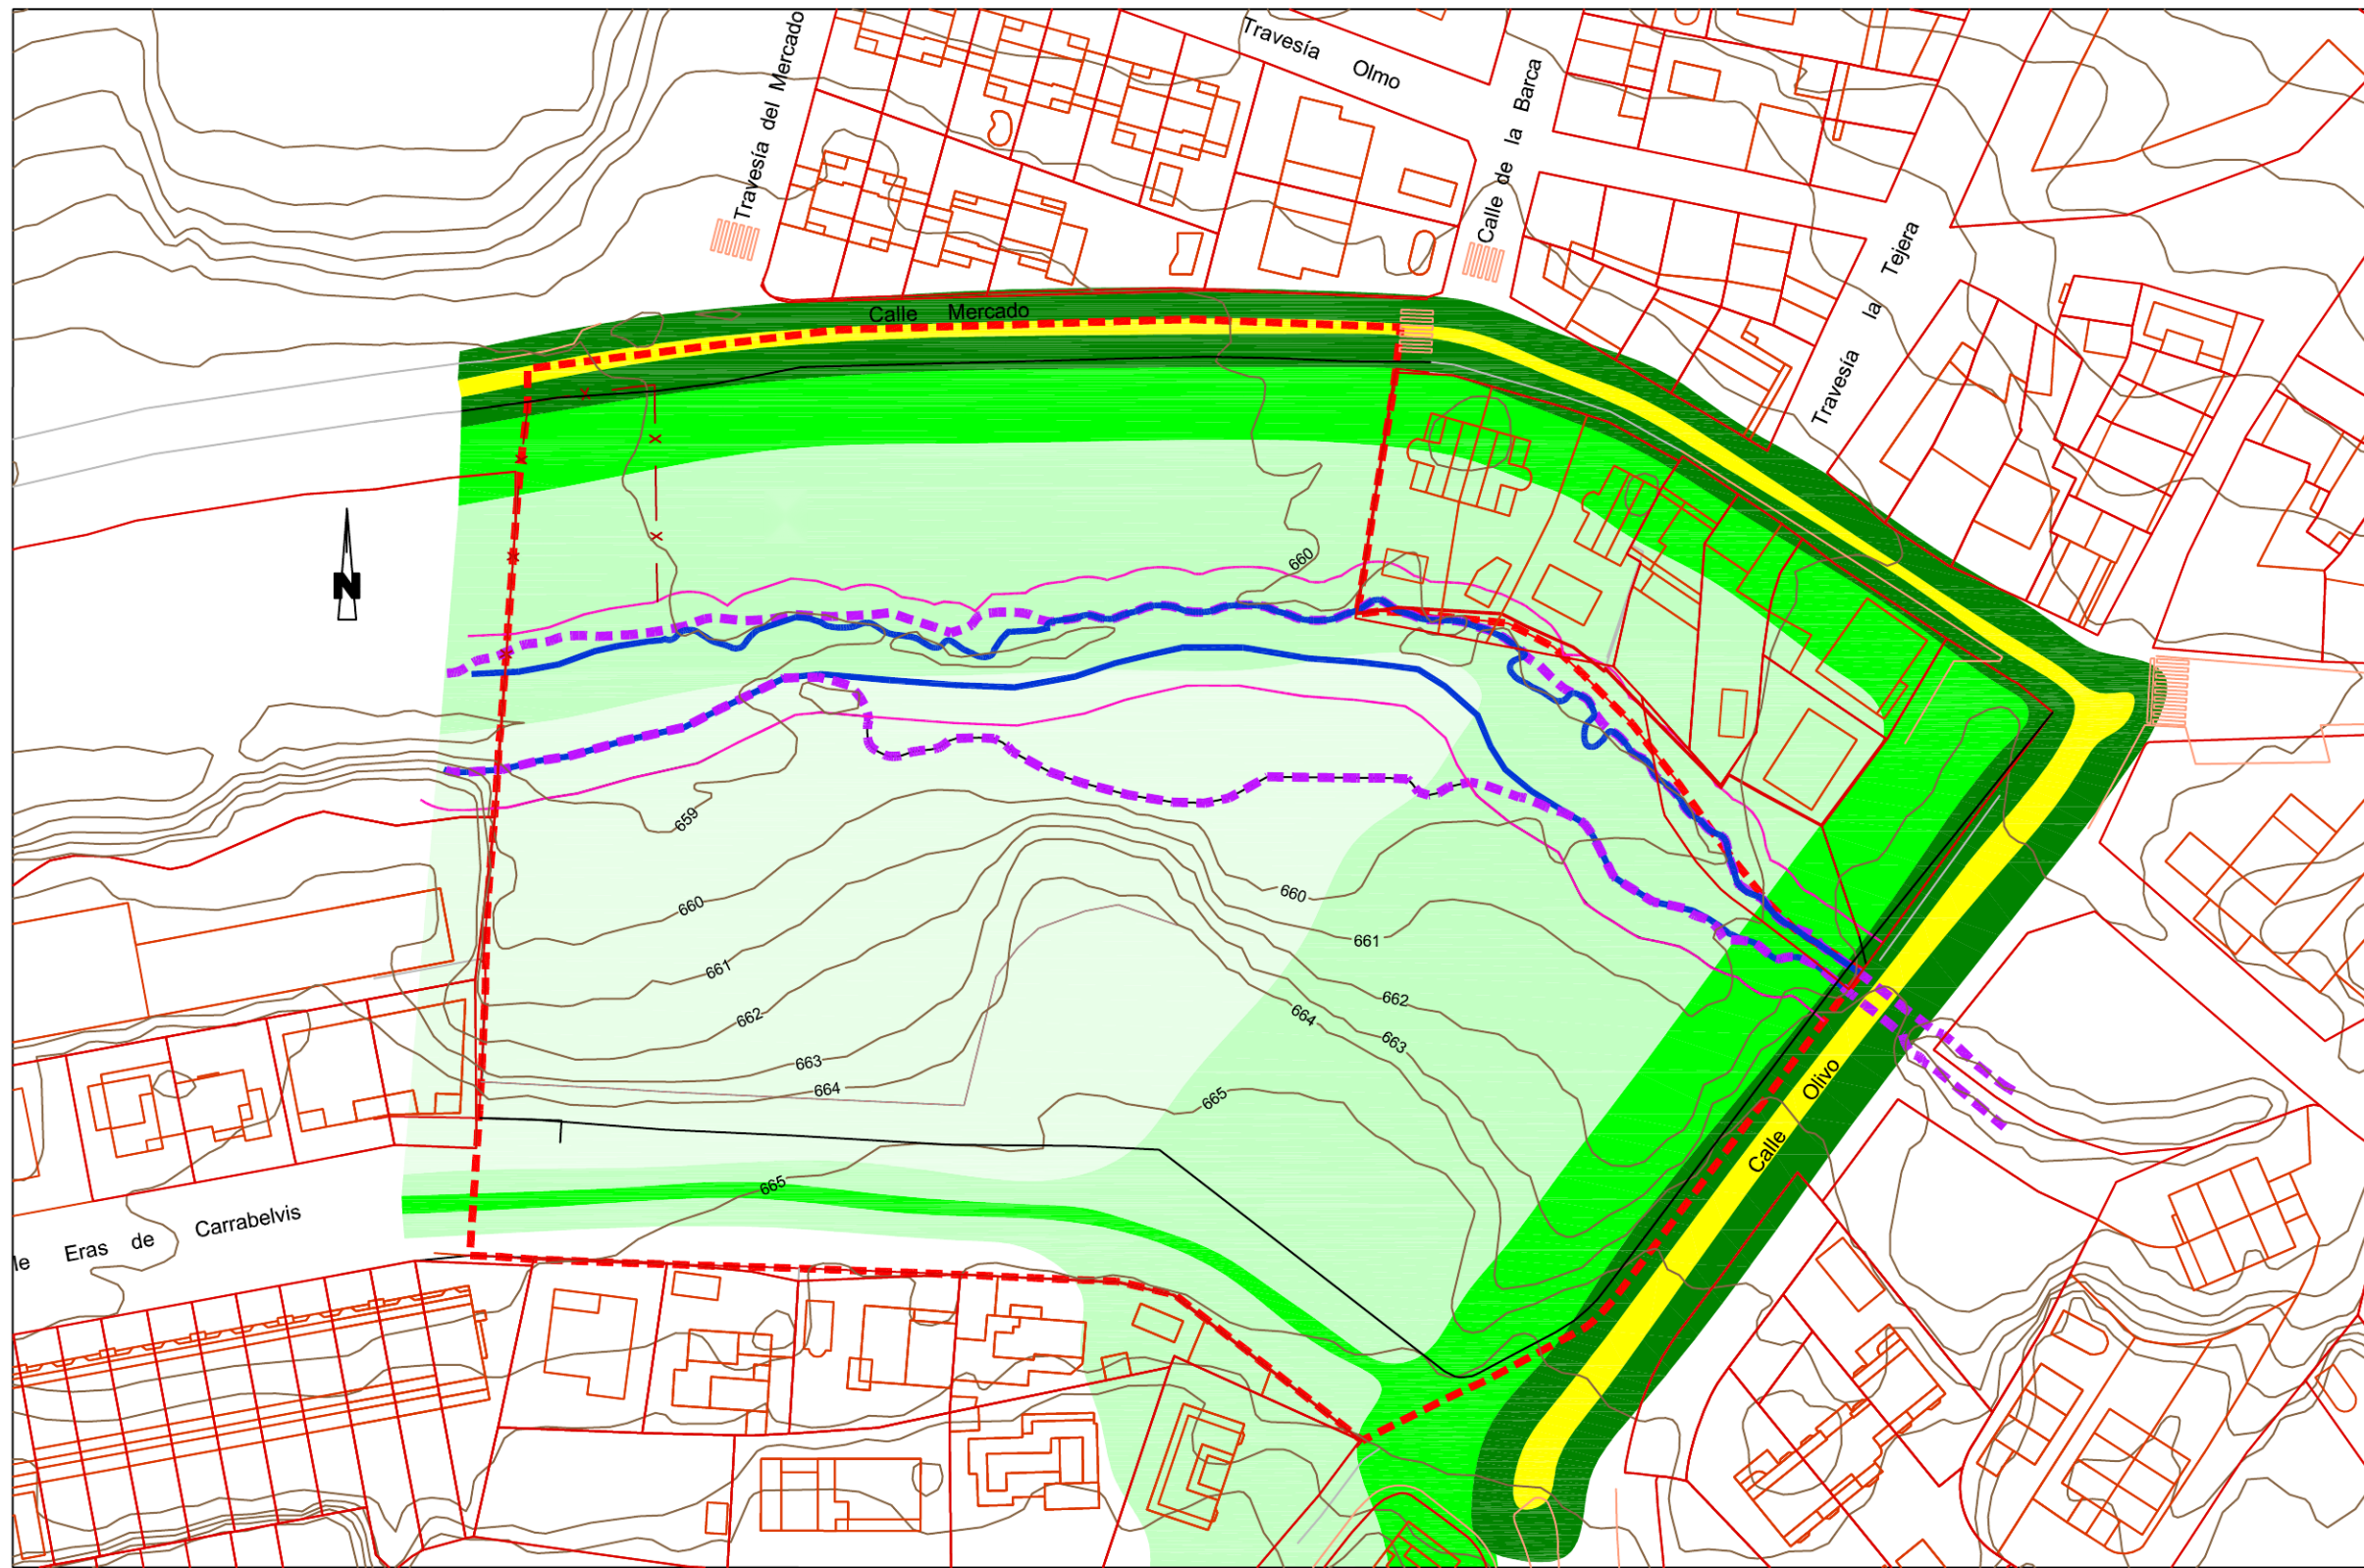 Travesía del Mercado
Travesía Olmo
Calle de la Barca
Travesía la Tejera
Calle Mercado
N
660
659
660
660
661
661
662
662
663
663
664
664
665
665
Calle Olivo
le Eras de Carrabelvis